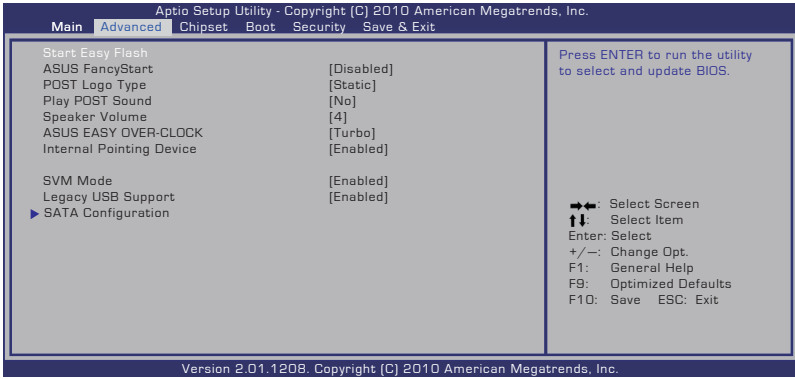 Aptio Setup Utility - Copyright (C) 2010 American Megatrends, Inc.
Main Advanced Chipset Boot Security Save & Exit
Start Easy Flash
ASUS FancyStart [Disabled]
POST Logo Type [Static]
Play POST Sound [No]
Speaker Volume [4]
ASUS EASY OVER-CLOCK [Turbo]
Internal Pointing Device [Enabled]
SVM Mode [Enabled]
Legacy USB Support [Enabled]
SATA Configuration
Press ENTER to run the utility
to select and update BIOS.
→←: Select Screen
↑↓: Select Item
Enter: Select
+/—: Change Opt.
F1: General Help
F9: Optimized Defaults
F10: Save ESC: Exit
Version 2.01.1208. Copyright (C) 2010 American Megatrends, Inc.